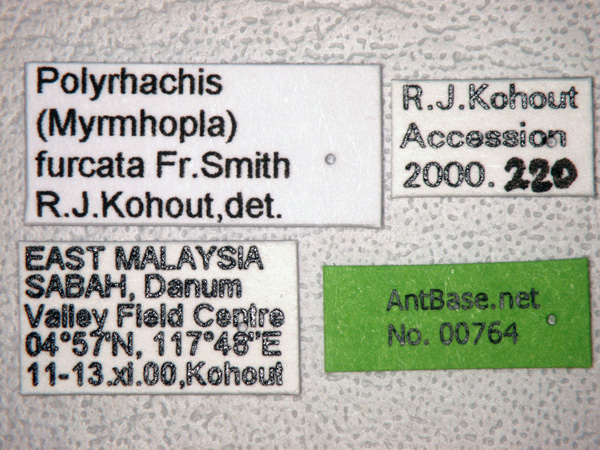 Polyrhachis
(Myrmhopla)
furcata Fr.Smith
R.J.Kohout,det.
R.J.Kohout
Accession
2000. 220
EAST MALAYSIA
SABAH, Danum
Valley Field Centre
04°57'N, 117°48"E
11-13.xi.00,Kohout
AntBase.net
No. 00764